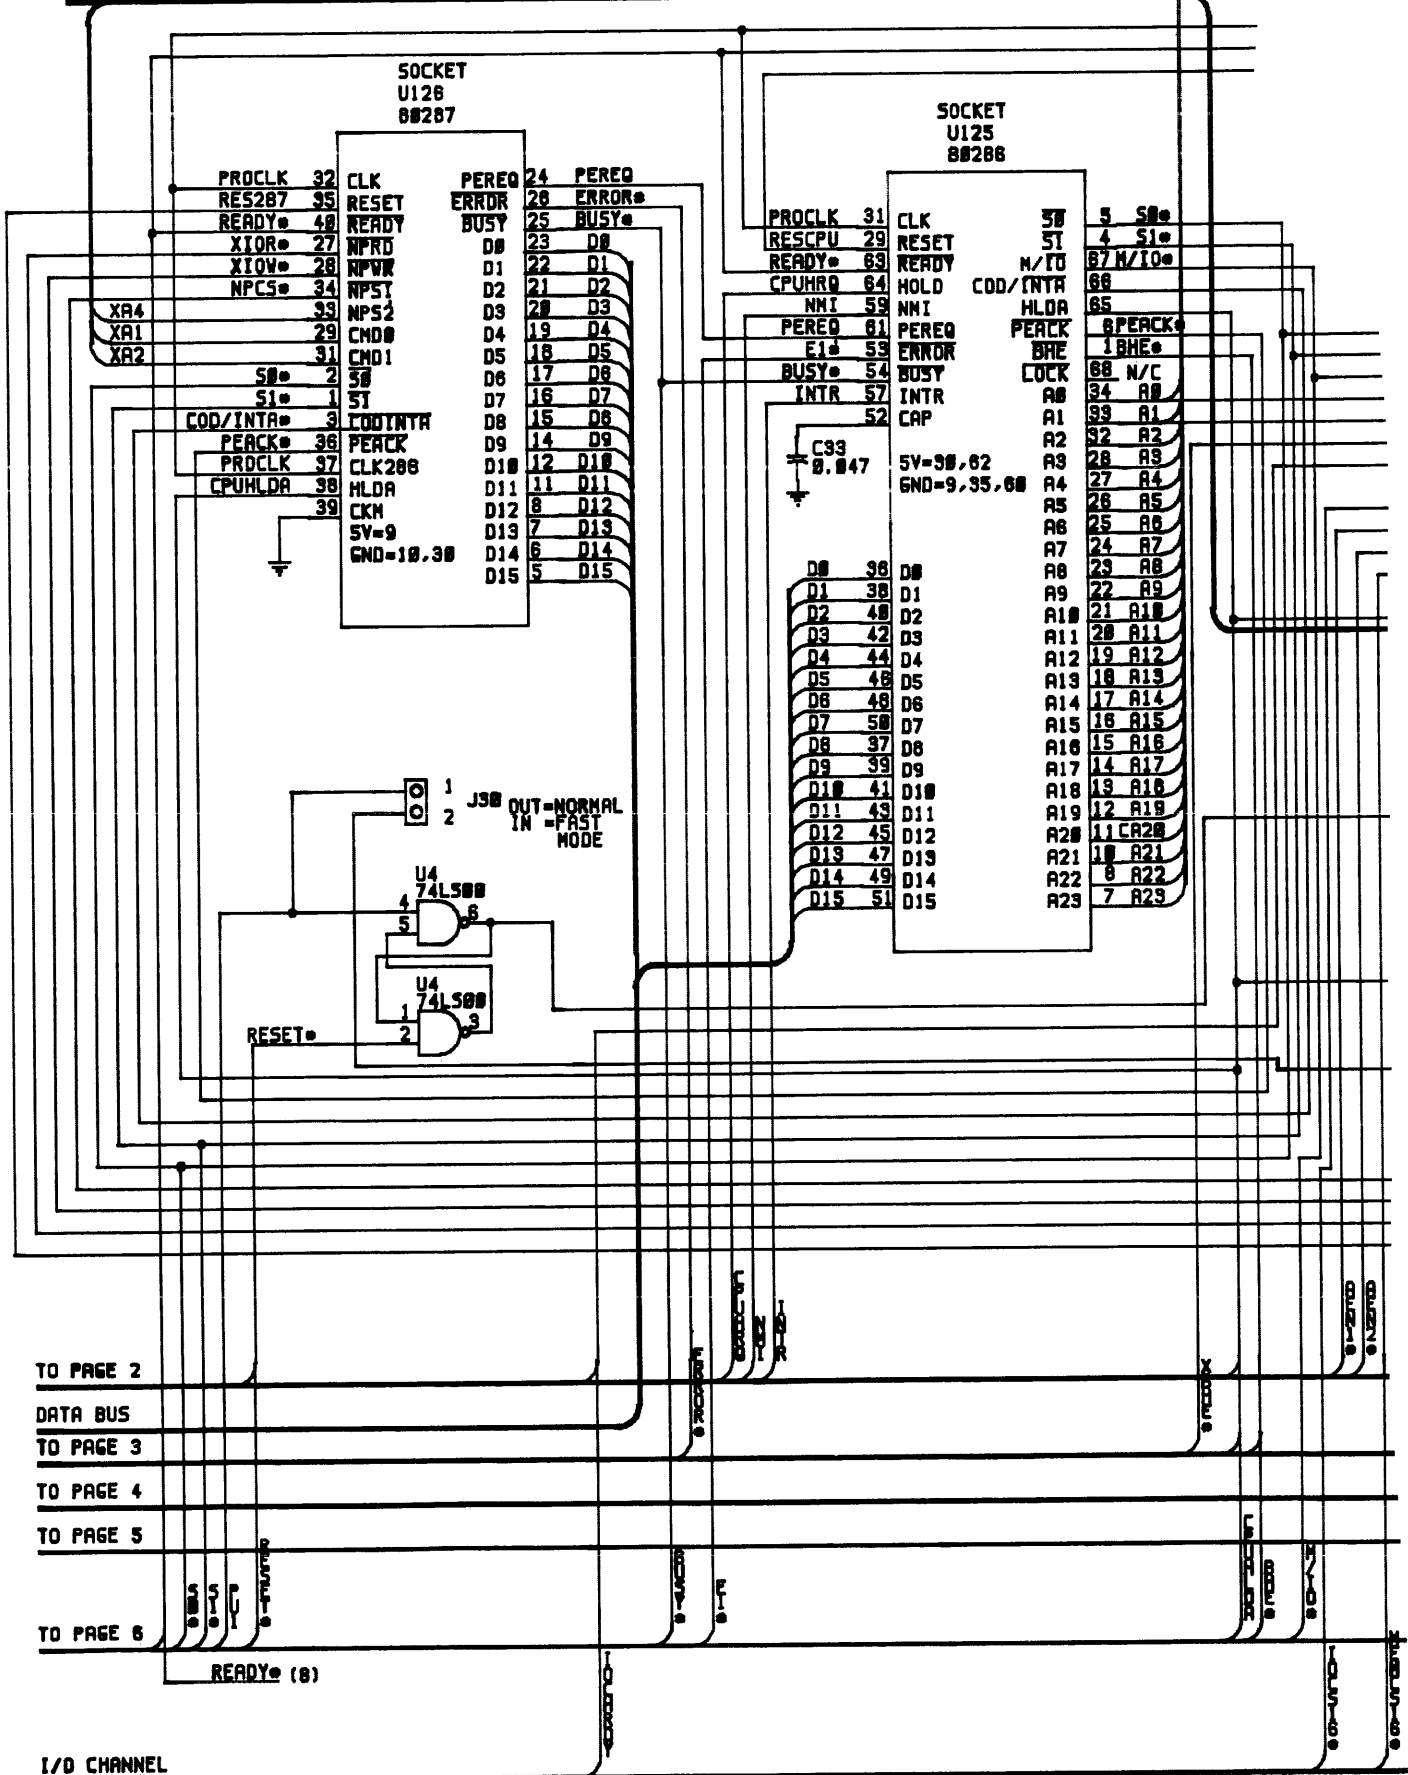 SOCKET
U126
80287
PROCLK 32 CLK
RES287 35 RESET
READY* 40 READY
XIOR* 27 NPRD
XIOW* 28 NPWR
NPCS* 34 NPS1
XA4 33 NPS2
XA1 29 CMD0
XA2 31 CMD1
S0* 2 S0
S1* 1 S1
COD/INTA* 3 CODINTA
PEACK* 36 PEACK
PROCLK 37 CLK286
CPUHLDA 38 HLDA
39 CKM
5V=9
GND=10,30
PEREQ 24 PEREQ
ERROR 26 ERROR*
BUSY 25 BUSY*
D0 23 D0
D1 22 D1
D2 21 D2
D3 20 D3
D4 19 D4
D5 18 D5
D6 17 D6
D7 16 D7
D8 15 D8
D9 14 D9
D10 12 D10
D11 11 D11
D12 8 D12
D13 7 D13
D14 6 D14
D15 5 D15
SOCKET
U125
80286
PROCLK 31 CLK
RESCPU 29 RESET
READY* 63 READY
CPUHRQ 64 HOLD
NMI 59 NMI
PEREQ 61 PEREQ
E1* 53 ERROR
BUSY* 54 BUSY
INTR 57 INTR
52 CAP
C33
0.047
5V=30,62
GND=9,35,60
S0 5 S0*
S1 4 S1*
M/IO 67 M/IO*
COD/INTA 66
HLDA 65
PEACK 6 PEACK*
BHE 1 BHE*
LOCK 68 N/C
A0 34 A0
A1 33 A1
A2 32 A2
A3 28 A3
A4 27 A4
A5 26 A5
A6 25 A6
A7 24 A7
A8 23 A8
A9 22 A9
A10 21 A10
A11 20 A11
A12 19 A12
A13 18 A13
A14 17 A14
A15 16 A15
A16 15 A16
A17 14 A17
A18 13 A18
A19 12 A19
A20 11 CA20
A21 10 A21
A22 8 A22
A23 7 A23
D0 36 D0
D1 38 D1
D2 40 D2
D3 42 D3
D4 44 D4
D5 46 D5
D6 48 D6
D7 50 D7
D8 37 D8
D9 39 D9
D10 41 D10
D11 43 D11
D12 45 D12
D13 47 D13
D14 49 D14
D15 51 D15
1
2
J30
OUT=NORMAL
IN =FAST
MODE
U4
74LS00
4
5
6
U4
74LS00
1
2
3
RESET*
CPUHRQ
NMI
INTR
AEN1*
AEN2*
TO PAGE 2
ERROR*
XBHE*
DATA BUS
TO PAGE 3
TO PAGE 4
TO PAGE 5
S0*
S1*
PU1
RESET*
BUSY*
E1*
CPUHLDA
BHE*
M/IO*
TO PAGE 6
READY* (8)
I/O CHANNEL